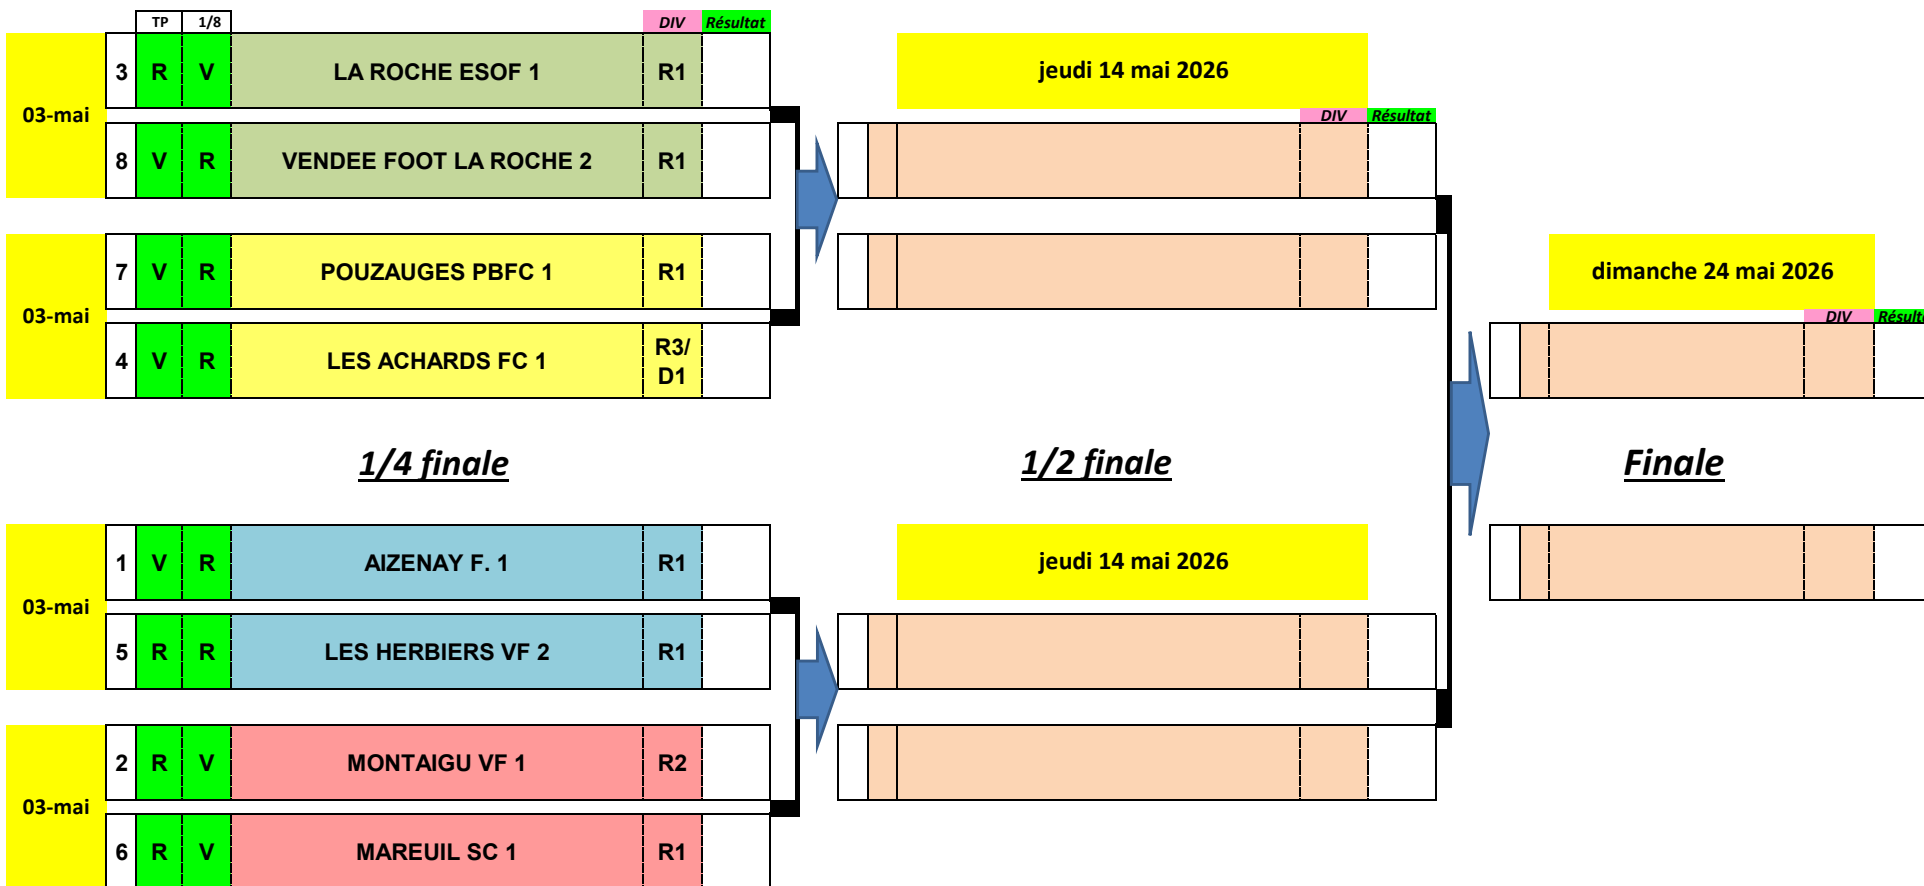 TP 1/8 DIV Résultat
03-mai
3 R V LA ROCHE ESOF 1 R1
8 V R VENDEE FOOT LA ROCHE 2 R1
03-mai
7 V R POUZAUGES PBFC 1 R1
4 V R LES ACHARDS FC 1 R3/
D1
jeudi 14 mai 2026
DIV Résultat
dimanche 24 mai 2026
DIV Résulta
1/4 finale
1/2 finale
Finale
03-mai
1 V R AIZENAY F. 1 R1
5 R R LES HERBIERS VF 2 R1
03-mai
2 R V MONTAIGU VF 1 R2
6 R V MAREUIL SC 1 R1
jeudi 14 mai 2026